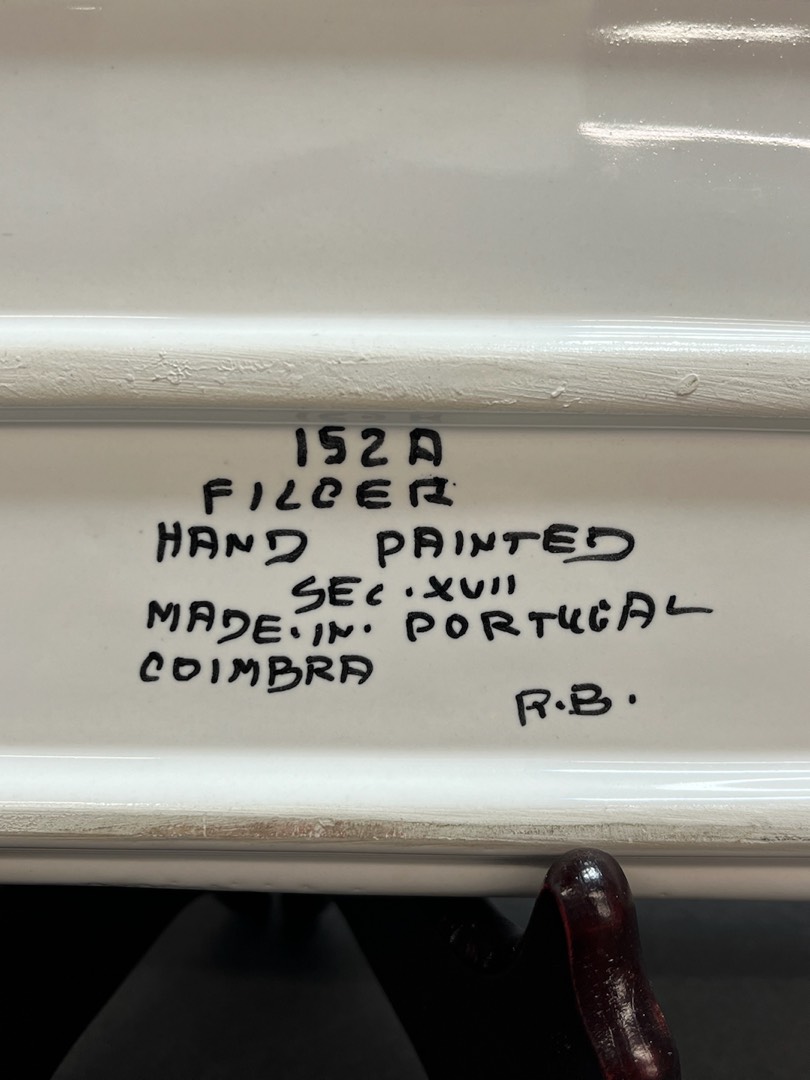 152A
FILCER
HAND PAINTED
SEC. XVII
MADE.IN. PORTUGAL
COIMBRA
R.B.